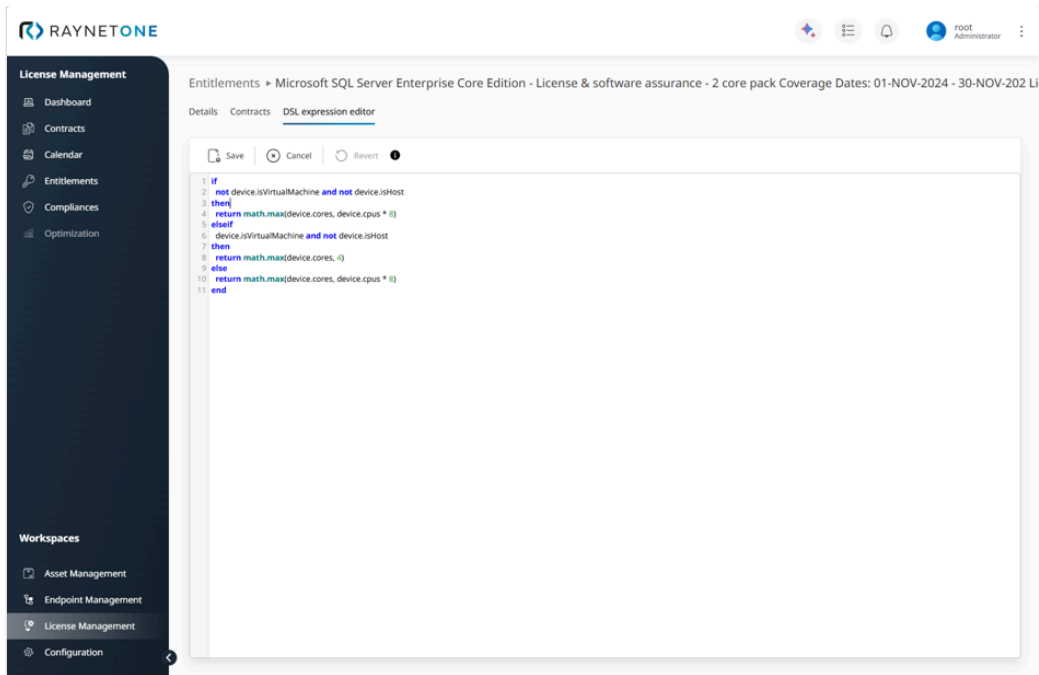 RAYNETONE
root
Administrator
License Management
Dashboard
Contracts
Calendar
Entitlements
Compliances
Optimization
Workspaces
Asset Management
Endpoint Management
License Management
Configuration
Entitlements ▸ Microsoft SQL Server Enterprise Core Edition - License & software assurance - 2 core pack Coverage Dates: 01-NOV-2024 - 30-NOV-202 Li
Details Contracts DSL expression editor
Save Cancel Revert
1 if
2 not device.isVirtualMachine and not device.isHost
3 then
4 return math.max(device.cores, device.cpus * 8)
5 elseif
6 device.isVirtualMachine and not device.isHost
7 then
8 return math.max(device.cores, 4)
9 else
10 return math.max(device.cores, device.cpus * 8)
11 end